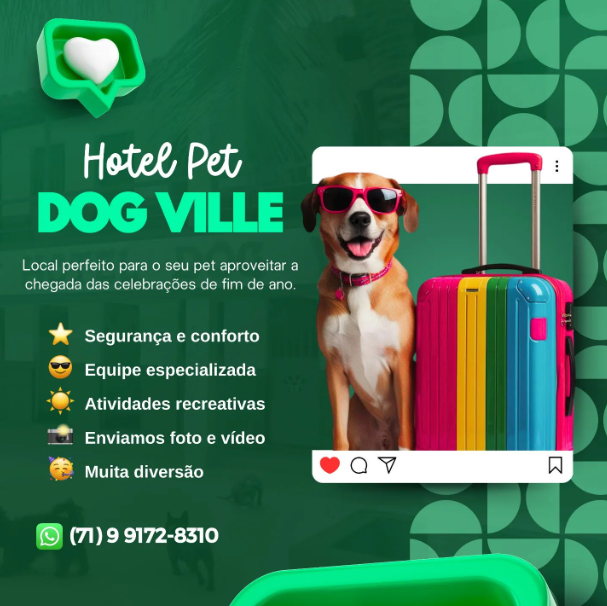 Hotel Pet
DOG VILLE
Local perfeito para o seu pet aproveitar a
chegada das celebrações de fim de ano.
Segurança e conforto
Equipe especializada
Atividades recreativas
Enviamos foto e vídeo
Muita diversão
(71) 9 9172-8310